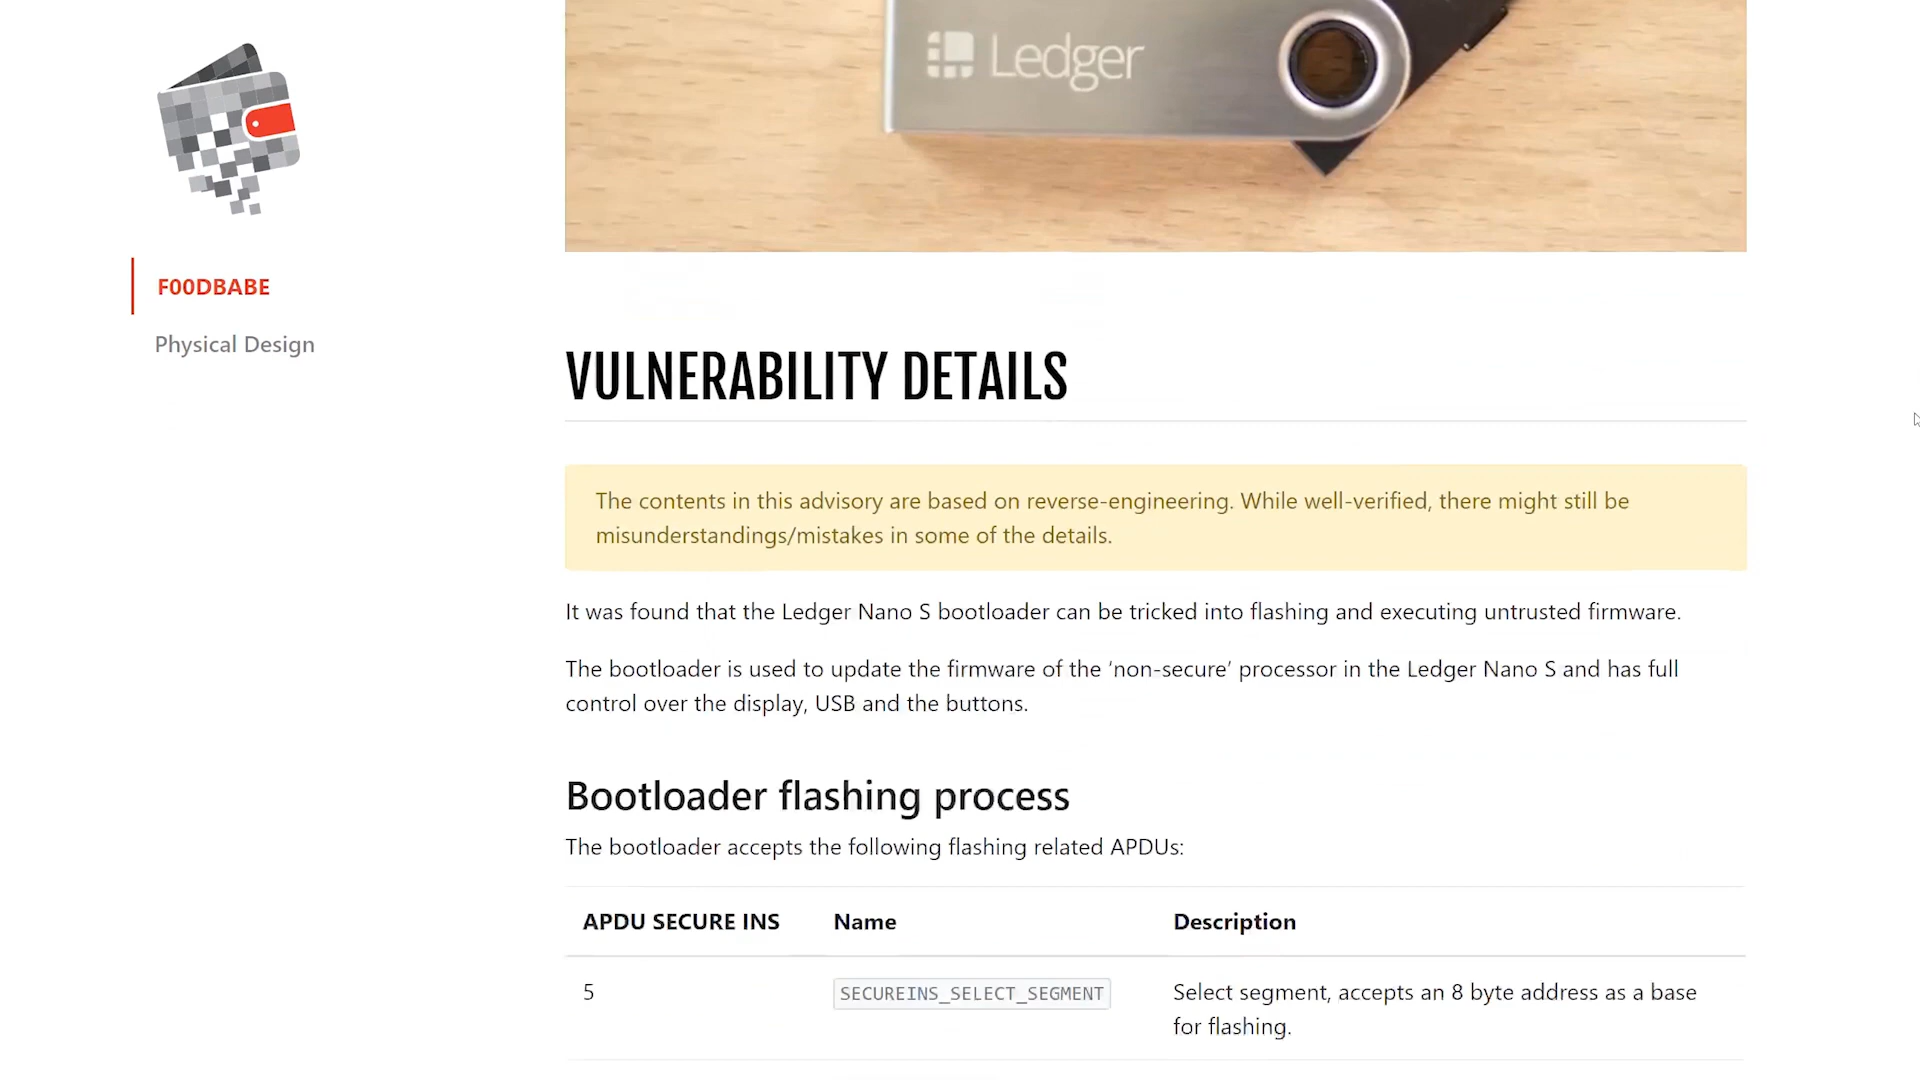 Ledger
F00DBABE
Physical Design
VULNERABILITY DETAILS
The contents in this advisory are based on reverse-engineering. While well-verified, there might still be
misunderstandings/mistakes in some of the details.
It was found that the Ledger Nano S bootloader can be tricked into flashing and executing untrusted firmware.
The bootloader is used to update the firmware of the ‘non-secure’ processor in the Ledger Nano S and has full
control over the display, USB and the buttons.
Bootloader flashing process
The bootloader accepts the following flashing related APDUs:
APDU SECURE INS Name Description
5 SECUREINS_SELECT_SEGMENT Select segment, accepts an 8 byte address as a base
for flashing.